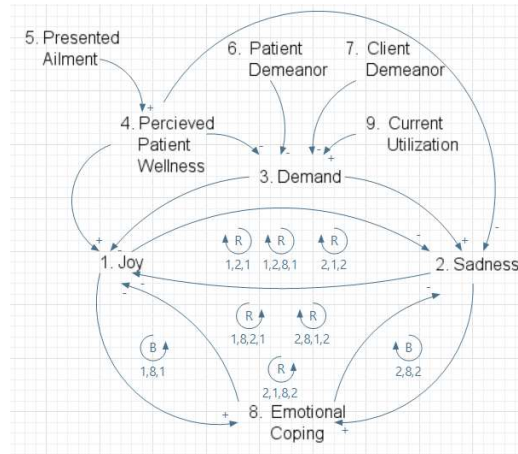 5. Presented
Ailment
6. Patient
Demeanor
7. Client
Demeanor
+
4. Percieved
Patient
Wellness
9. Current
Utilization
-
-
-
+
3. Demand
+
-
-
+
-
R
1,2,1
R
1,2,8,1
R
2,1,2
1. Joy
2. Sadness
-
-
-
R
1,8,2,1
R
2,8,1,2
B
1,8,1
R
2,1,8,2
B
2,8,2
+
8. Emotional
Coping
+